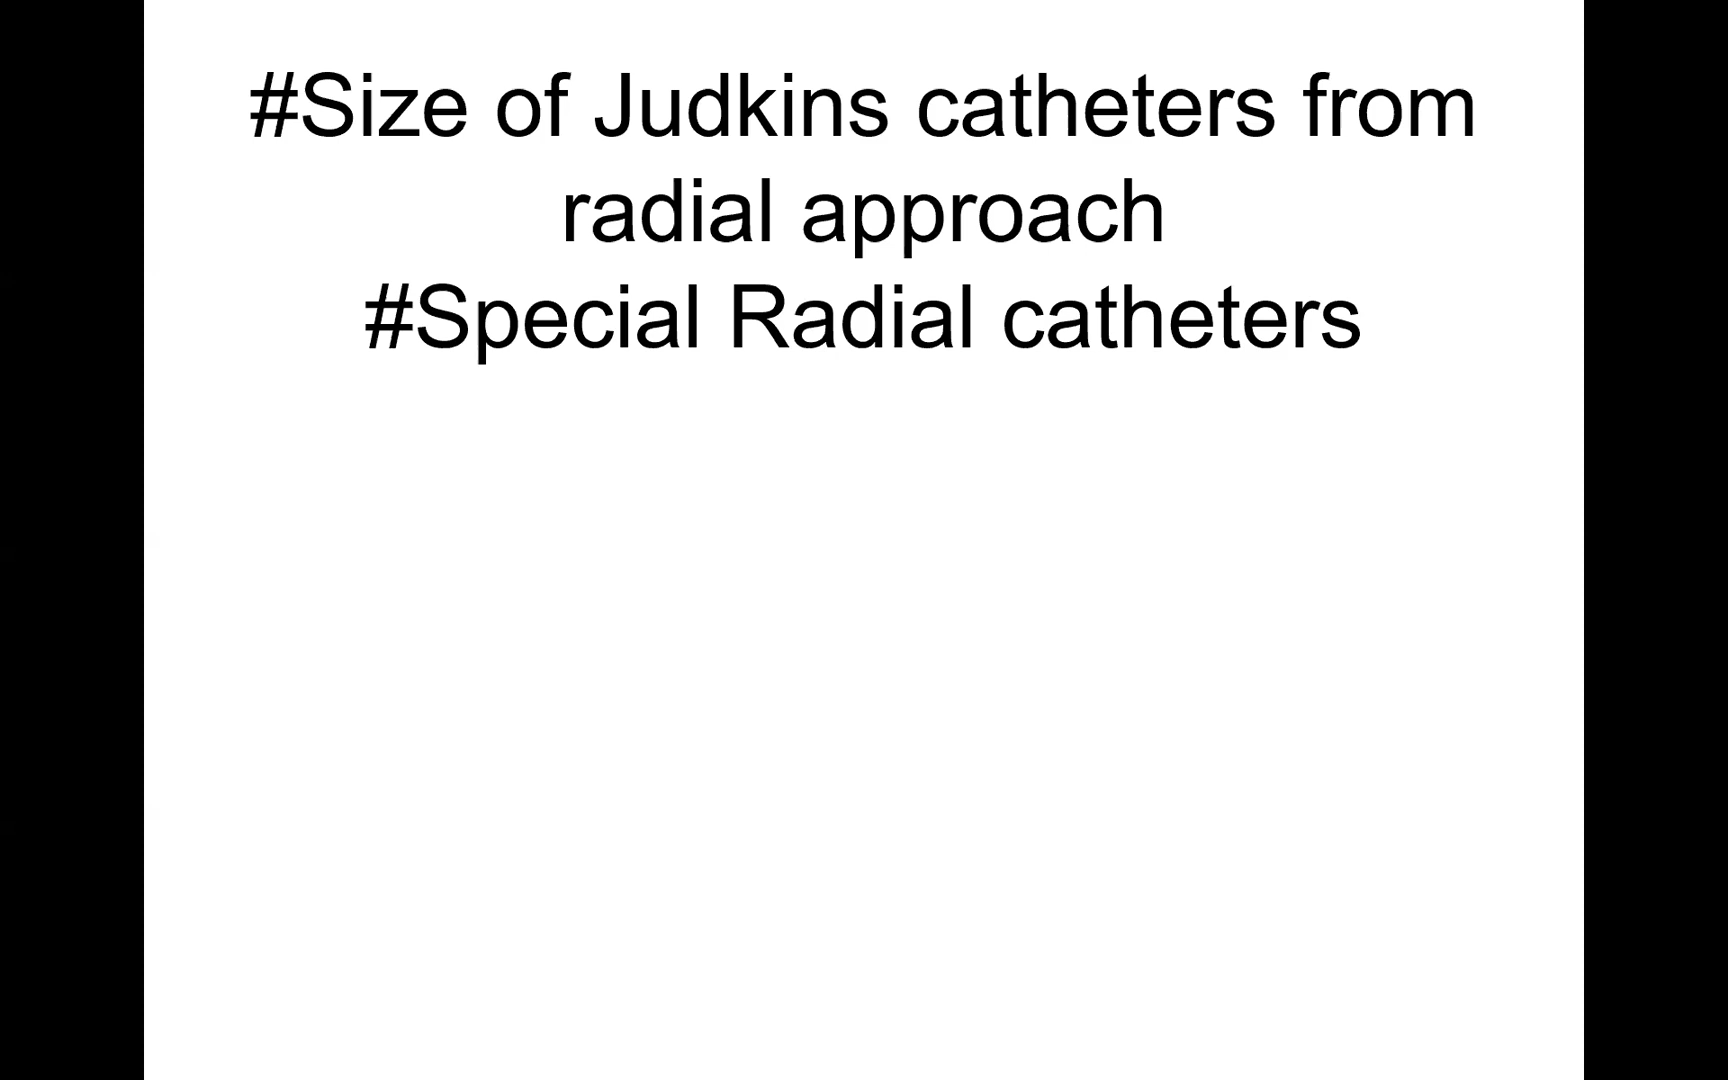 #Size of Judkins catheters from
radial approach
#Special Radial catheters